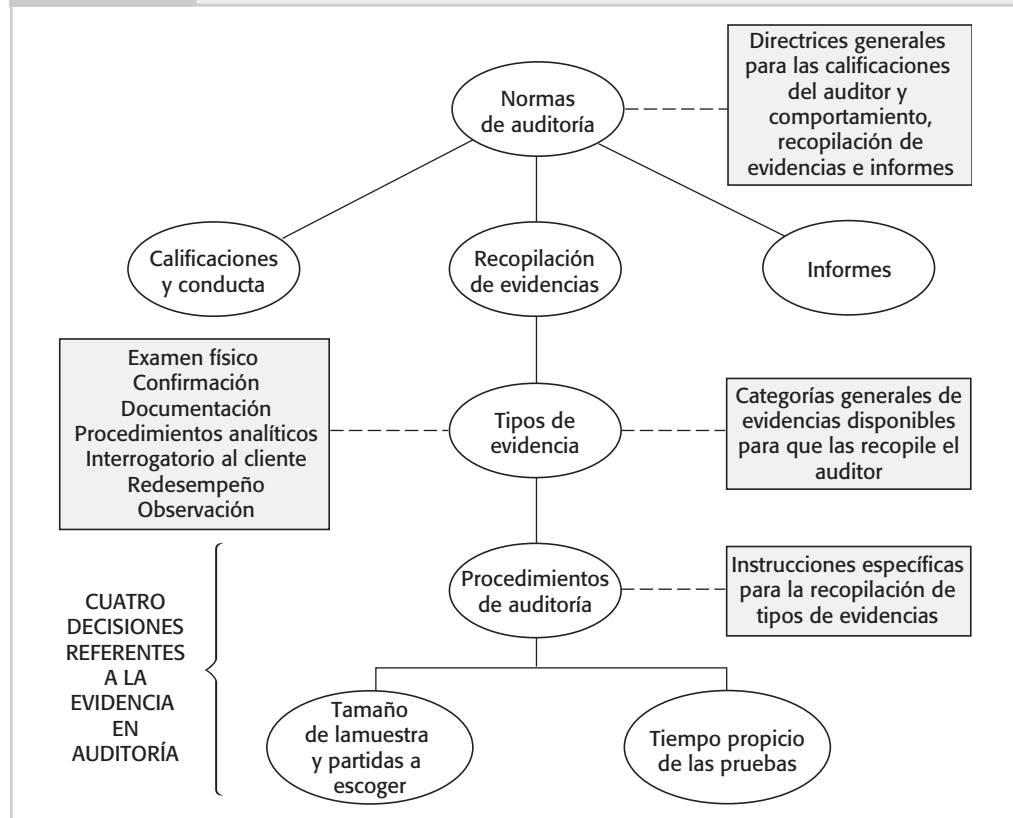 Directrices generales
para las calificaciones
del auditor y
comportamiento,
recopilación de
evidencias e informes
Normas
de auditoría
Calificaciones
y conducta
Recopilación
de evidencias
Informes
Examen físico
Confirmación
Documentación
Procedimientos analíticos
Interrogatorio al cliente
Redesempeño
Observación
Tipos de
evidencia
Categorías generales de
evidencias disponibles
para que las recopile el
auditor
Procedimientos
de auditoría
Instrucciones específicas
para la recopilación de
tipos de evidencias
CUATRO
DECISIONES
REFERENTES
A LA
EVIDENCIA
EN
AUDITORÍA
Tamaño
de lamuestra
y partidas a
escoger
Tiempo propicio
de las pruebas